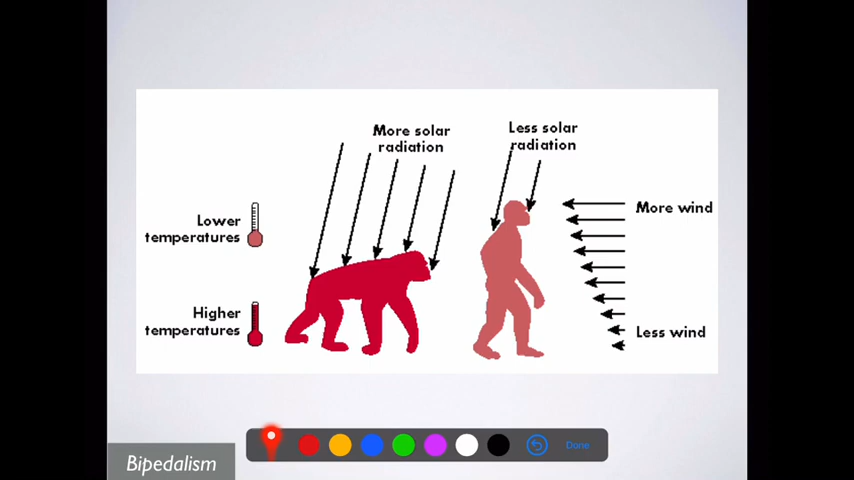 More solar
radiation
Less solar
radiation
Lower
temperatures
More wind
Higher
temperatures
Less wind
Bipedalism
Done